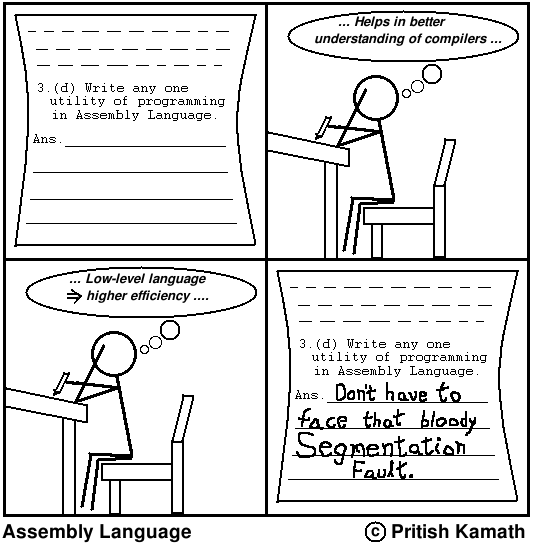 3.(d) Write any one
utility of programming
in Assembly Language.
Ans.
... Helps in better
understanding of compilers ...
... Low-level language
⇒ higher efficiency ....
3.(d) Write any one
utility of programming
in Assembly Language.
Ans. Don't have to
face that bloody
Segmentation
Fault.
Assembly Language
© Pritish Kamath